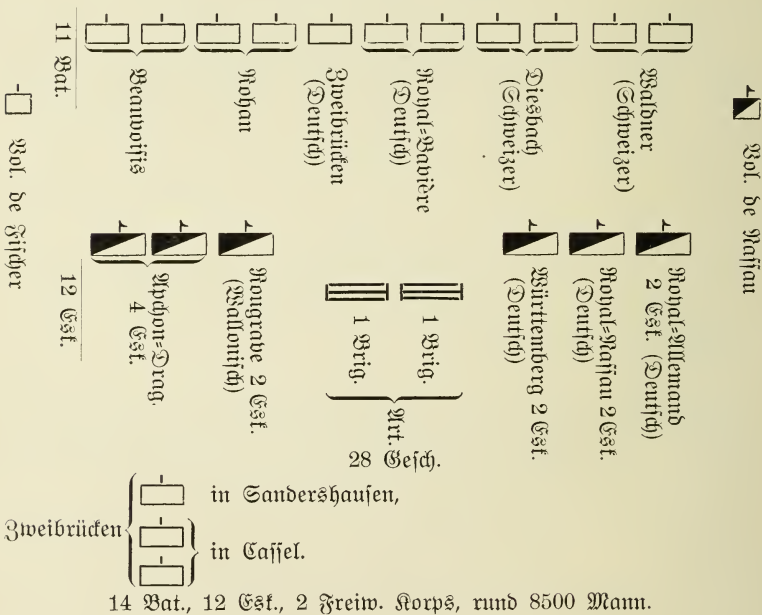 Vol. de Nassau
Waldner
(Schweizer)
Diesbach
(Schweizer)
Royal=Bavière
(Deutsch)
Zweibrücken
(Deutsch)
Rohan
Beauvoisis
11 Bat.
Royal=Allemand
2 Esk. (Deutsch)
Royal=Nassau 2 Esk.
(Deutsch)
Württemberg 2 Esk.
(Deutsch)
1 Brig.
1 Brig.
Art.
28 Gesch.
Rougrave 2 Esk.
(Wallonisch)
Apchon=Drag.
4 Esk.
12 Esk.
Vol. de Fischer
Zweibrücken
in Sandershausen,
in Cassel.
14 Bat., 12 Esk., 2 Freiw. Korps, rund 8500 Mann.